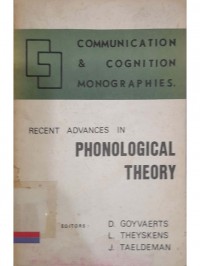 COMMUNICATION
& COGNITION
MONOGRAPHIES.
RECENT ADVANCES IN
PHONOLOGICAL
THEORY
EDITORS: D. GOYVAERTS
L. THEYSKENS
J. TAELDEMAN